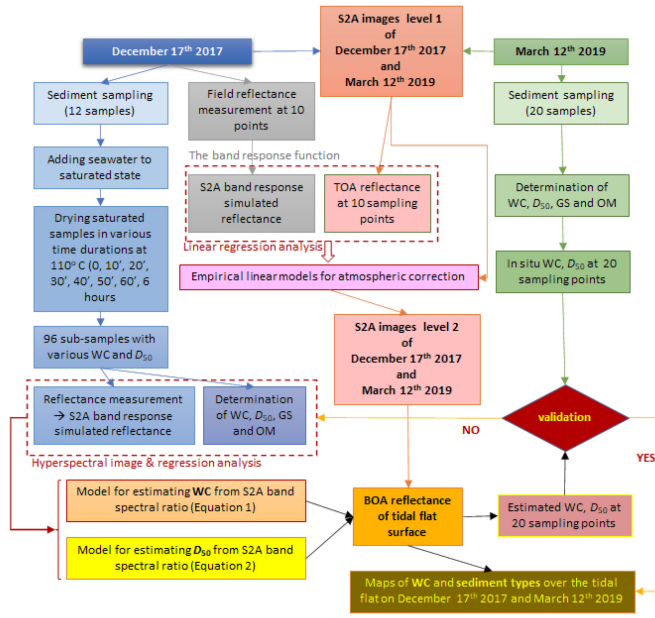 S2A images level 1
of
December 17th 2017
and
March 12th 2019
December 17th 2017
March 12th 2019
Sediment sampling
(12 samples)
Field reflectance
measurement at 10
points
Sediment sampling
(20 samples)
The band response function
Adding seawater to
saturated state
S2A band response
simulated
reflectance
TOA reflectance
at 10 sampling
points
Determination of
WC, D50, GS and OM
Drying saturated
samples in various
time durations at
110o C (0, 10’, 20’,
30’, 40’, 50’, 60’, 6
hours
Linear regression analysis
Empirical linear models for atmospheric correction
In situ WC, D50 at 20
sampling points
96 sub-samples with
various WC and D50
S2A images level 2
of
December 17th 2017
and
March 12th 2019
Reflectance measurement
→ S2A band response
simulated reflectance
Determination
of WC, D50, GS
and OM
validation
NO
YES
Hyperspectral image & regression analysis
Model for estimating WC from S2A band
spectral ratio (Equation 1)
BOA reflectance
of tidal flat
surface
Estimated WC, D50 at
20 sampling points
Model for estimating D50 from S2A band
spectral ratio (Equation 2)
Maps of WC and sediment types over the tidal
flat on December 17th 2017 and March 12th 2019